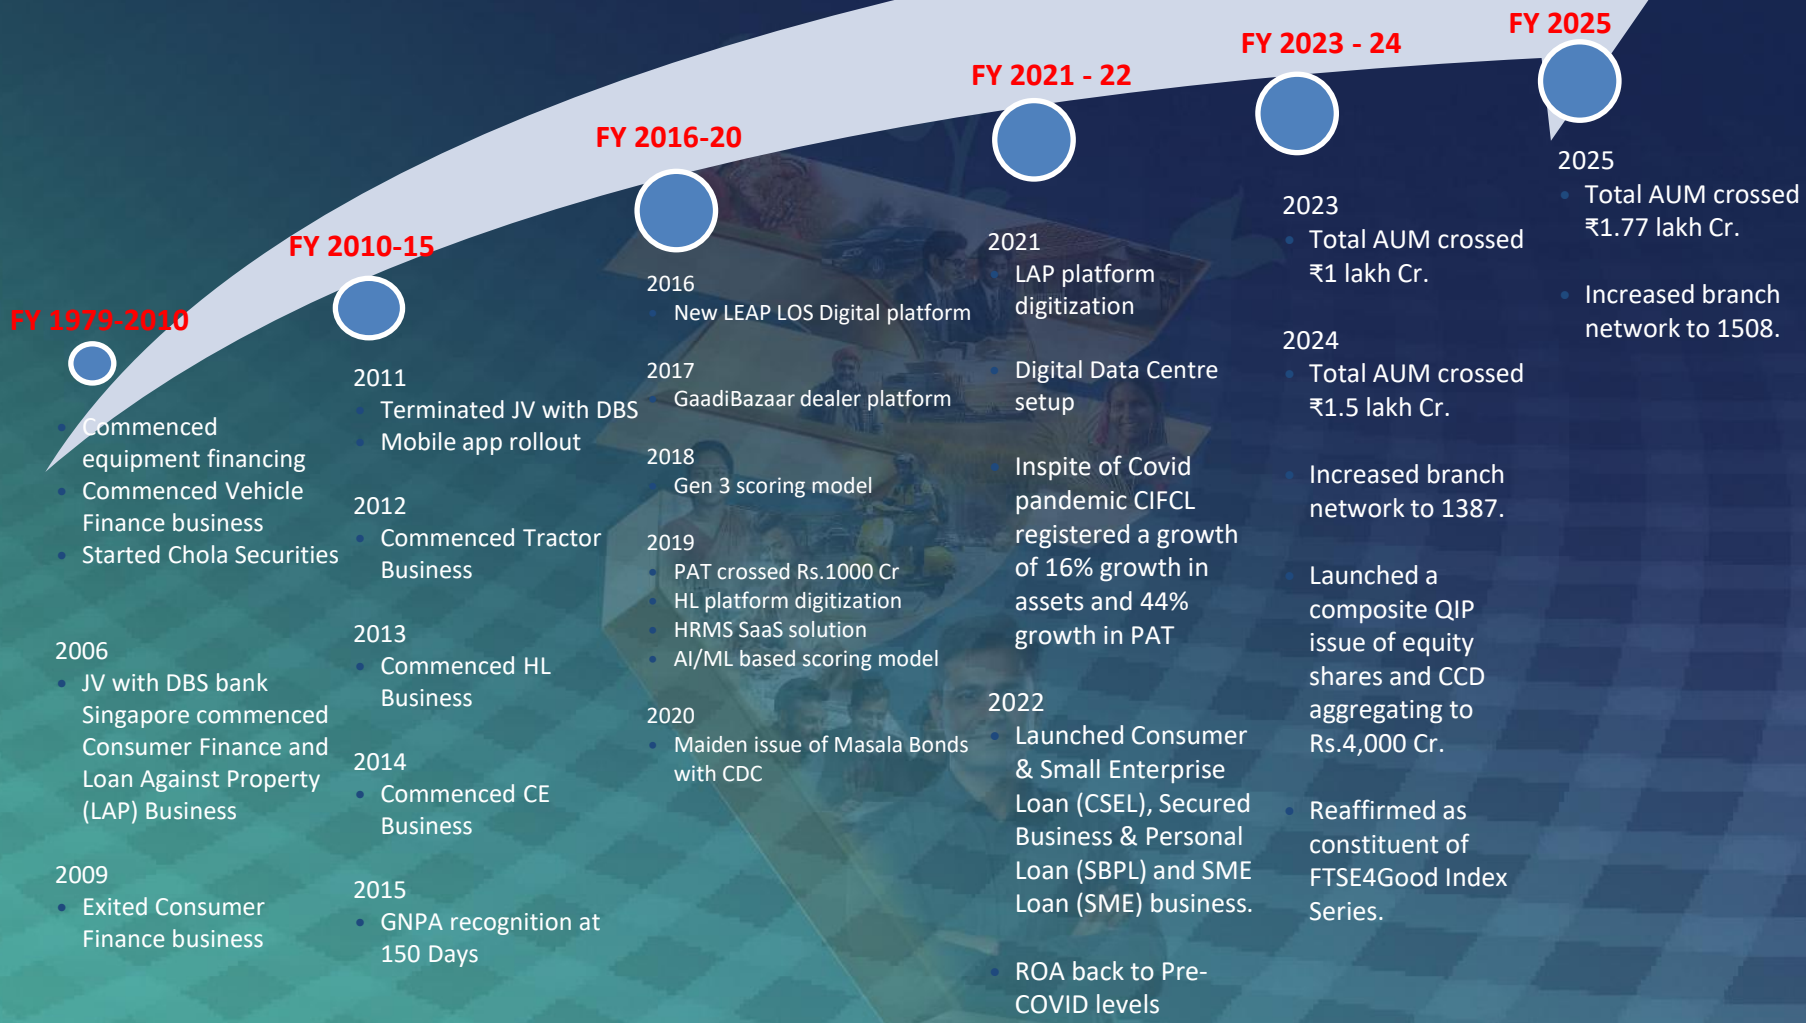 FY 1979-2010
Commenced
equipment financing
Commenced Vehicle
Finance business
Started Chola Securities
2006
JV with DBS bank
Singapore commenced
Consumer Finance and
Loan Against Property
(LAP) Business
2009
Exited Consumer
Finance business
FY 2010-15
2011
Terminated JV with DBS
Mobile app rollout
2012
Commenced Tractor
Business
2013
Commenced HL
Business
2014
Commenced CE
Business
2015
GNPA recognition at
150 Days
FY 2016-20
2016
New LEAP LOS Digital platform
2017
GaadiBazaar dealer platform
2018
Gen 3 scoring model
2019
PAT crossed Rs.1000 Cr
HL platform digitization
HRMS SaaS solution
AI/ML based scoring model
2020
Maiden issue of Masala Bonds
with CDC
FY 2021 - 22
2021
LAP platform
digitization
Digital Data Centre
setup
Inspite of Covid
pandemic CIFCL
registered a growth
of 16% growth in
assets and 44%
growth in PAT
2022
Launched Consumer
& Small Enterprise
Loan (CSEL), Secured
Business & Personal
Loan (SBPL) and SME
Loan (SME) business.
ROA back to Pre-
COVID levels
FY 2023 - 24
2023
Total AUM crossed
₹1 lakh Cr.
2024
Total AUM crossed
₹1.5 lakh Cr.
Increased branch
network to 1387.
Launched a
composite QIP
issue of equity
shares and CCD
aggregating to
Rs.4,000 Cr.
Reaffirmed as
constituent of
FTSE4Good Index
Series.
FY 2025
2025
Total AUM crossed
₹1.77 lakh Cr.
Increased branch
network to 1508.